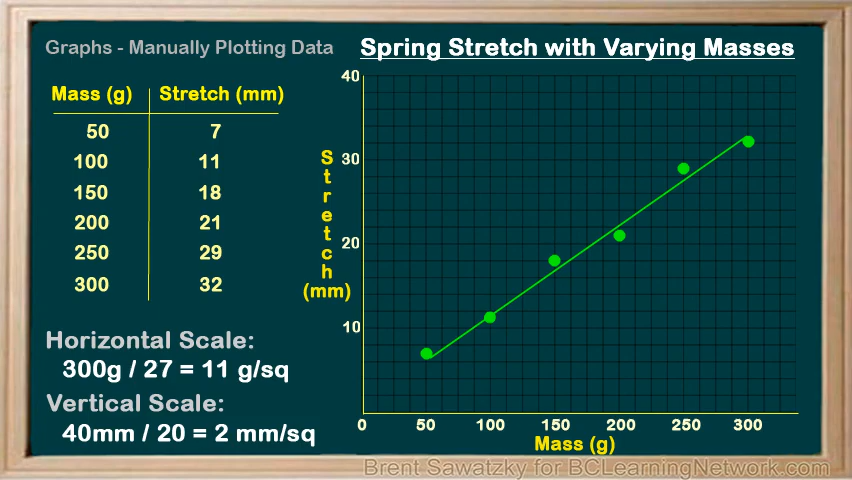 Graphs - Manually Plotting Data
Spring Stretch with Varying Masses
Mass (g) Stretch (mm)
50 7
100 11
150 18
200 21
250 29
300 32
Horizontal Scale:
300g / 27 = 11 g/sq
Vertical Scale:
40mm / 20 = 2 mm/sq
Stretch
(mm)
40
30
20
10
0 50 100 150 200 250 300
Mass (g)
Brent Sawatzky for BCLearningNetwork.com